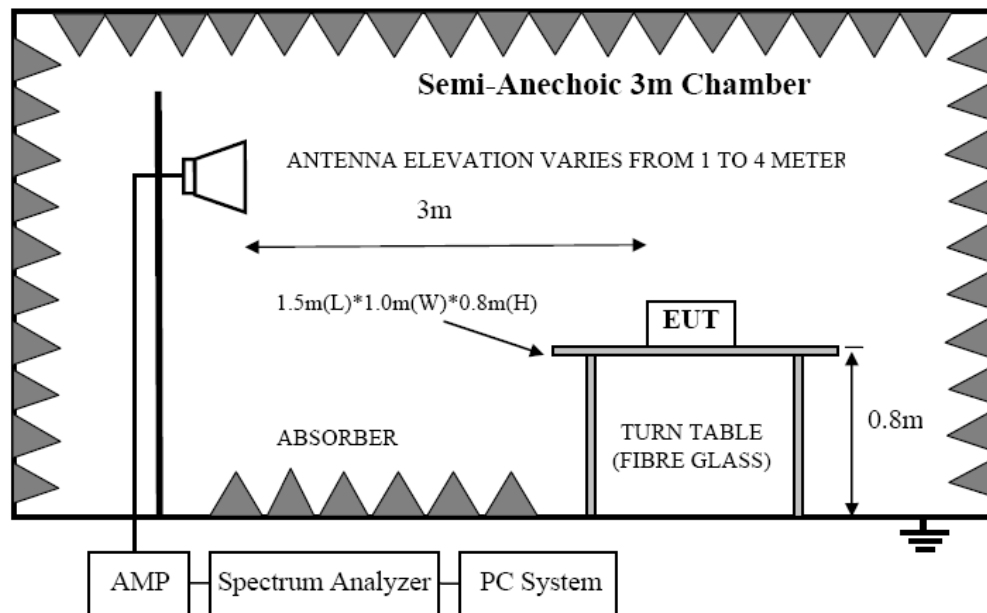 Semi-Anechoic 3m Chamber
ANTENNA ELEVATION VARIES FROM 1 TO 4 METER
3m
1.5m(L)*1.0m(W)*0.8m(H)
EUT
0.8m
ABSORBER
TURN TABLE
(FIBRE GLASS)
AMP
Spectrum Analyzer
PC System